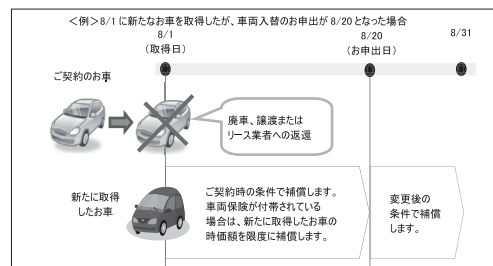 ＜例＞8/1 に新たなお車を取得したが、車両入替のお申出が 8/20 となった場合
8/1
（取得日）
8/20
（お申出日）
8/31
ご契約のお車
廃車、譲渡または
リース業者への返還
新たに取得
したお車
ご契約時の条件で補償します。
車両保険が付帯されている
場合は、新たに取得したお車の
時価額を限度に補償します。
変更後の
条件で補償
します。